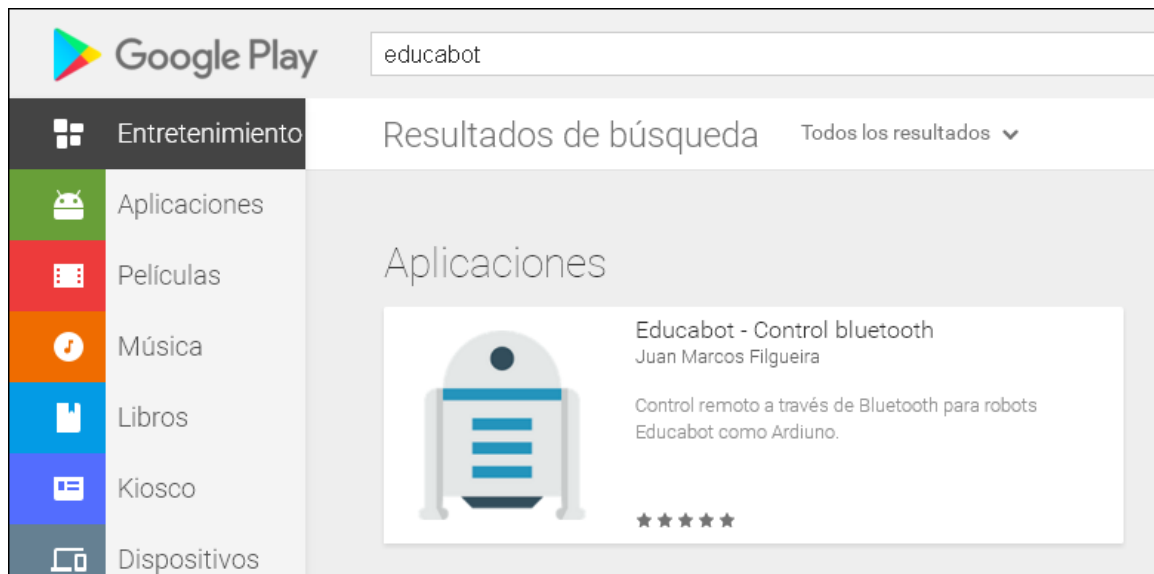 Google Play
educabot
Entretenimiento
Resultados de búsqueda
Todos los resultados
Aplicaciones
Películas
Música
Libros
Kiosco
Dispositivos
Aplicaciones
Educabot - Control bluetooth
Juan Marcos Filgueira
Control remoto a través de Bluetooth para robots
Educabot como Ardiuno.